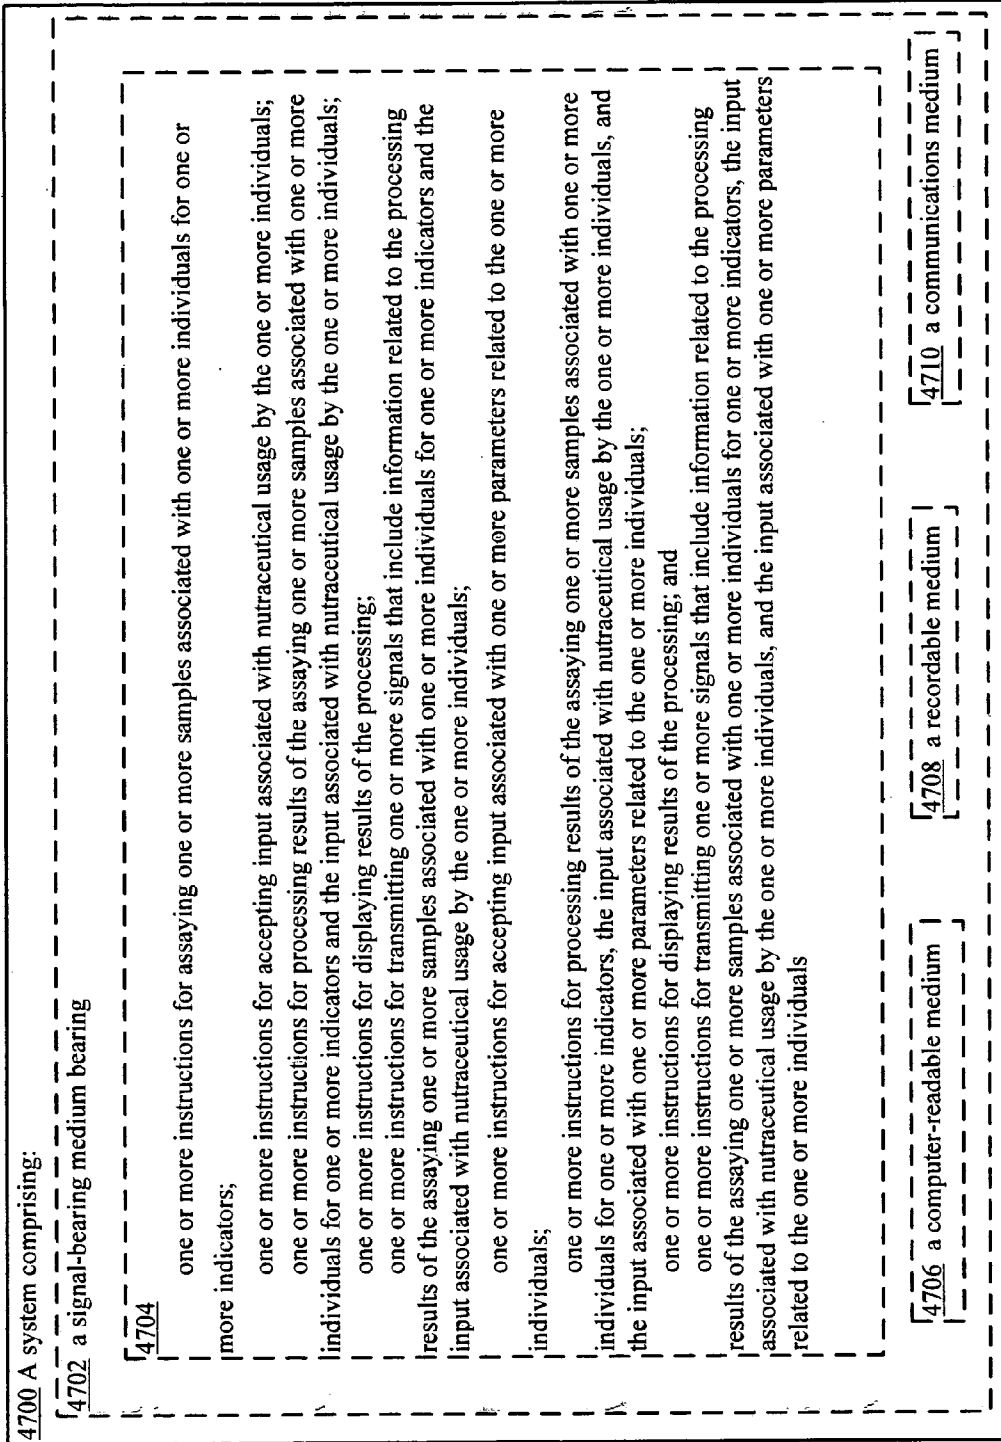 4700 A system comprising:
4702 a signal-bearing medium bearing
4704
one or more instructions for assaying one or more samples associated with one or more individuals for one or
more indicators;
one or more instructions for accepting input associated with nutraceutical usage by the one or more individuals;
one or more instructions for processing results of the assaying one or more samples associated with one or more
individuals for one or more indicators and the input associated with nutraceutical usage by the one or more individuals;
one or more instructions for displaying results of the processing;
one or more instructions for transmitting one or more signals that include information related to the processing
results of the assaying one or more samples associated with one or more individuals for one or more indicators and the
input associated with nutraceutical usage by the one or more individuals;
one or more instructions for accepting input associated with one or more parameters related to the one or more
individuals;
one or more instructions for processing results of the assaying one or more samples associated with one or more
individuals for one or more indicators, the input associated with nutraceutical usage by the one or more individuals, and
the input associated with one or more parameters related to the one or more individuals;
one or more instructions for displaying results of the processing; and
one or more instructions for transmitting one or more signals that include information related to the processing
results of the assaying one or more samples associated with one or more individuals for one or more indicators, the input
associated with nutraceutical usage by the one or more individuals, and the input associated with one or more parameters
related to the one or more individuals
4706 a computer-readable medium
4708 a recordable medium
4710 a communications medium